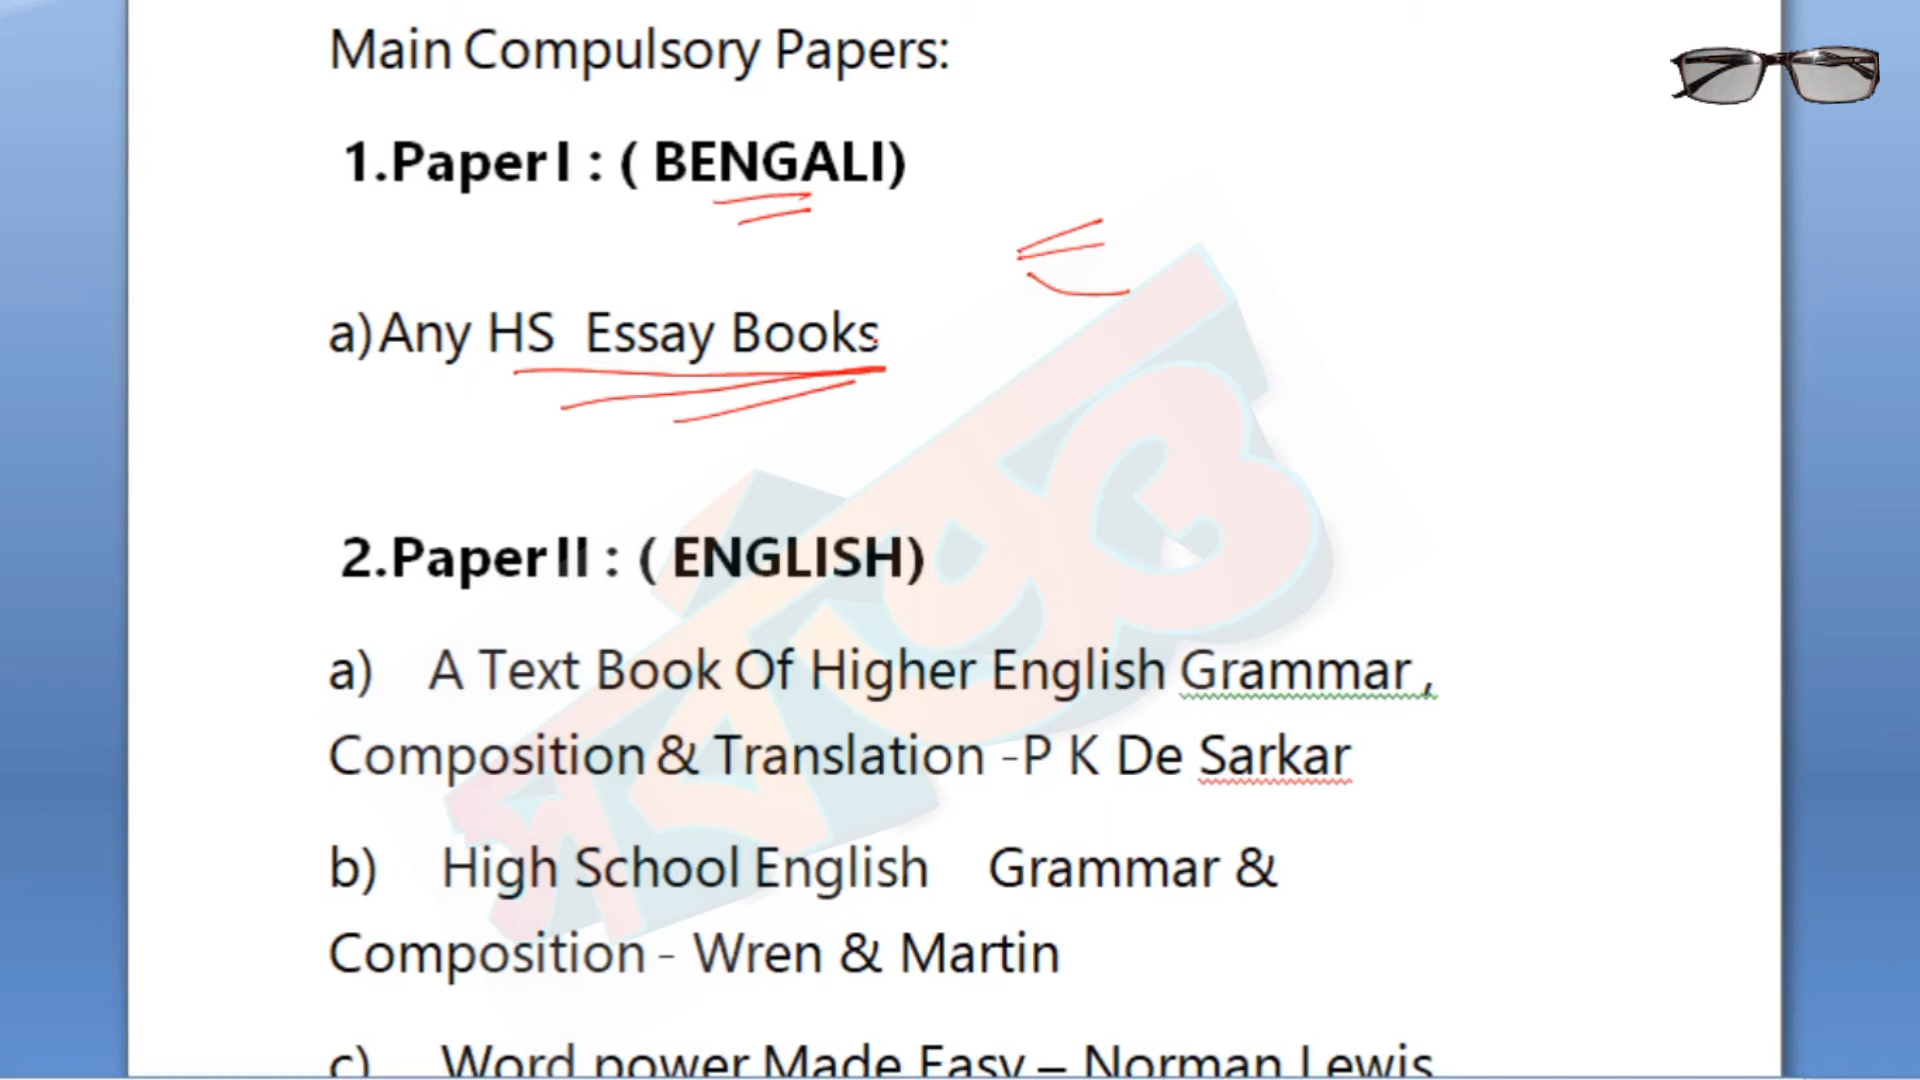 Main Compulsory Papers:
1.Paper I : ( BENGALI)
a) Any HS Essay Books
2.Paper II : ( ENGLISH)
a) A Text Book Of Higher English Grammar ,
Composition & Translation -P K De Sarkar
b) High School English Grammar &
Composition - Wren & Martin
c) Word power Made Easy – Norman Lewis